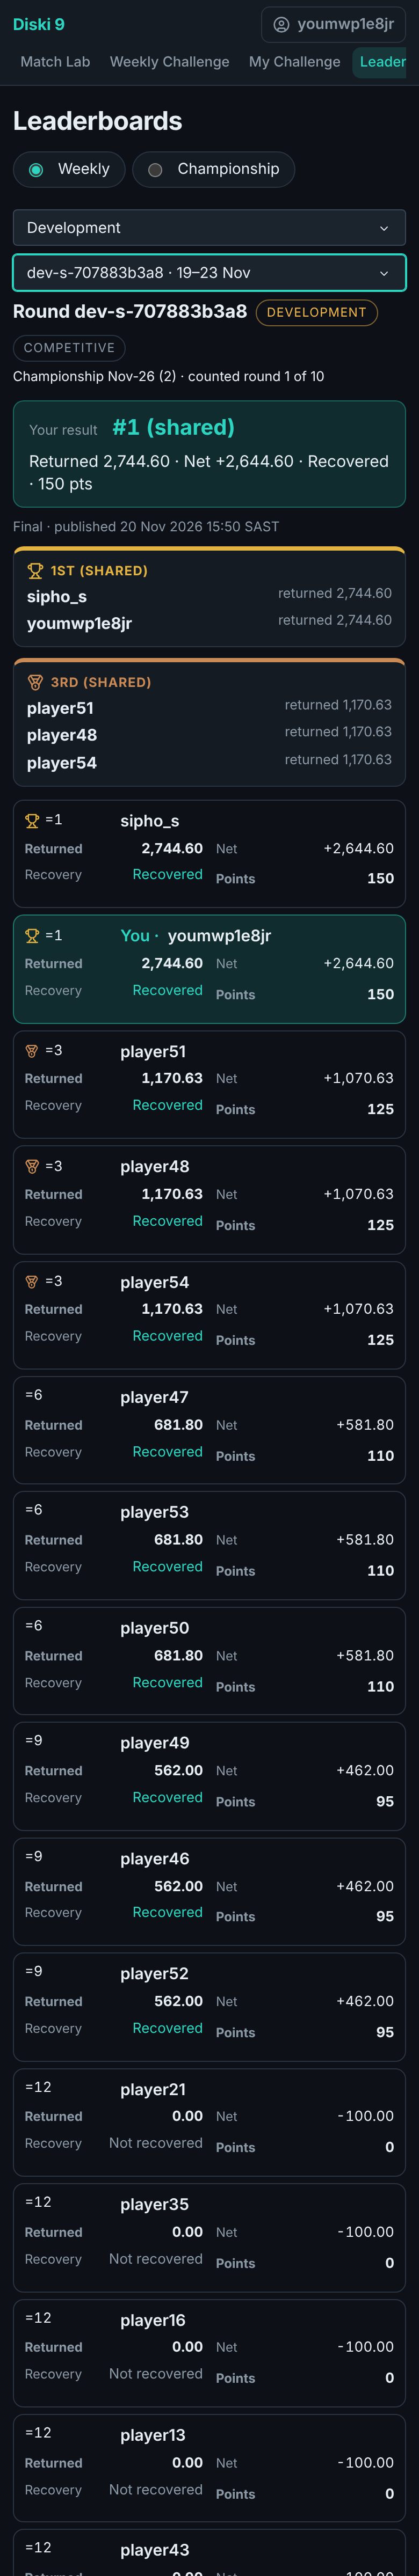 Diski 9
youmwp1e8jr
Match Lab Weekly Challenge My Challenge Leader
Leaderboards
Weekly Championship
Development
dev-s-707883b3a8 · 19–23 Nov
Round dev-s-707883b3a8 DEVELOPMENT
COMPETITIVE
Championship Nov-26 (2) · counted round 1 of 10
Your result #1 (shared)
Returned 2,744.60 · Net +2,644.60 · Recovered
· 150 pts
Final · published 20 Nov 2026 15:50 SAST
1ST (SHARED)
sipho_s returned 2,744.60
youmwp1e8jr returned 2,744.60
3RD (SHARED)
player51 returned 1,170.63
player48 returned 1,170.63
player54 returned 1,170.63
=1 sipho_s
Returned 2,744.60 Net +2,644.60
Recovery Recovered Points 150
=1 You · youmwp1e8jr
Returned 2,744.60 Net +2,644.60
Recovery Recovered Points 150
=3 player51
Returned 1,170.63 Net +1,070.63
Recovery Recovered Points 125
=3 player48
Returned 1,170.63 Net +1,070.63
Recovery Recovered Points 125
=3 player54
Returned 1,170.63 Net +1,070.63
Recovery Recovered Points 125
=6 player47
Returned 681.80 Net +581.80
Recovery Recovered Points 110
=6 player53
Returned 681.80 Net +581.80
Recovery Recovered Points 110
=6 player50
Returned 681.80 Net +581.80
Recovery Recovered Points 110
=9 player49
Returned 562.00 Net +462.00
Recovery Recovered Points 95
=9 player46
Returned 562.00 Net +462.00
Recovery Recovered Points 95
=9 player52
Returned 562.00 Net +462.00
Recovery Recovered Points 95
=12 player21
Returned 0.00 Net -100.00
Recovery Not recovered Points 0
=12 player35
Returned 0.00 Net -100.00
Recovery Not recovered Points 0
=12 player16
Returned 0.00 Net -100.00
Recovery Not recovered Points 0
=12 player13
Returned 0.00 Net -100.00
Recovery Not recovered Points 0
=12 player43